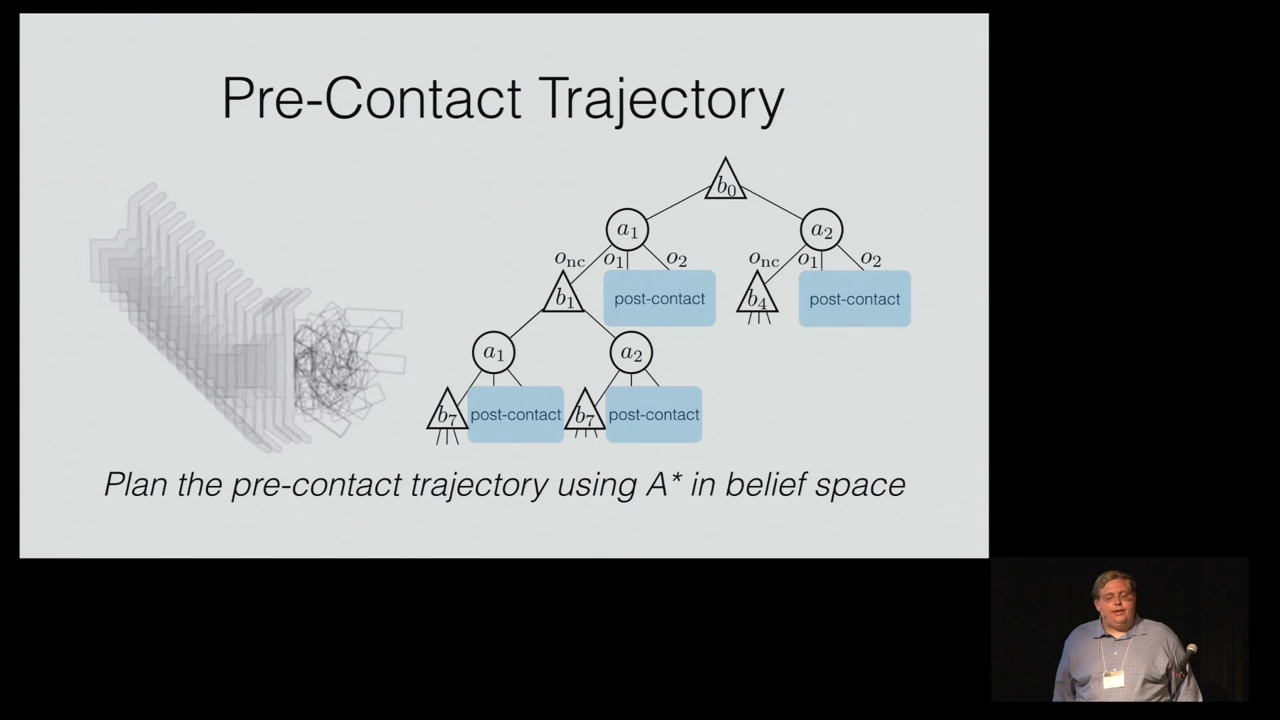 Pre-Contact Trajectory
b0
a1
a2
onc
o1
o2
onc
o1
o2
b1
post-contact
b4
post-contact
a1
a2
b7
post-contact
b7
post-contact
Plan the pre-contact trajectory using A* in belief space